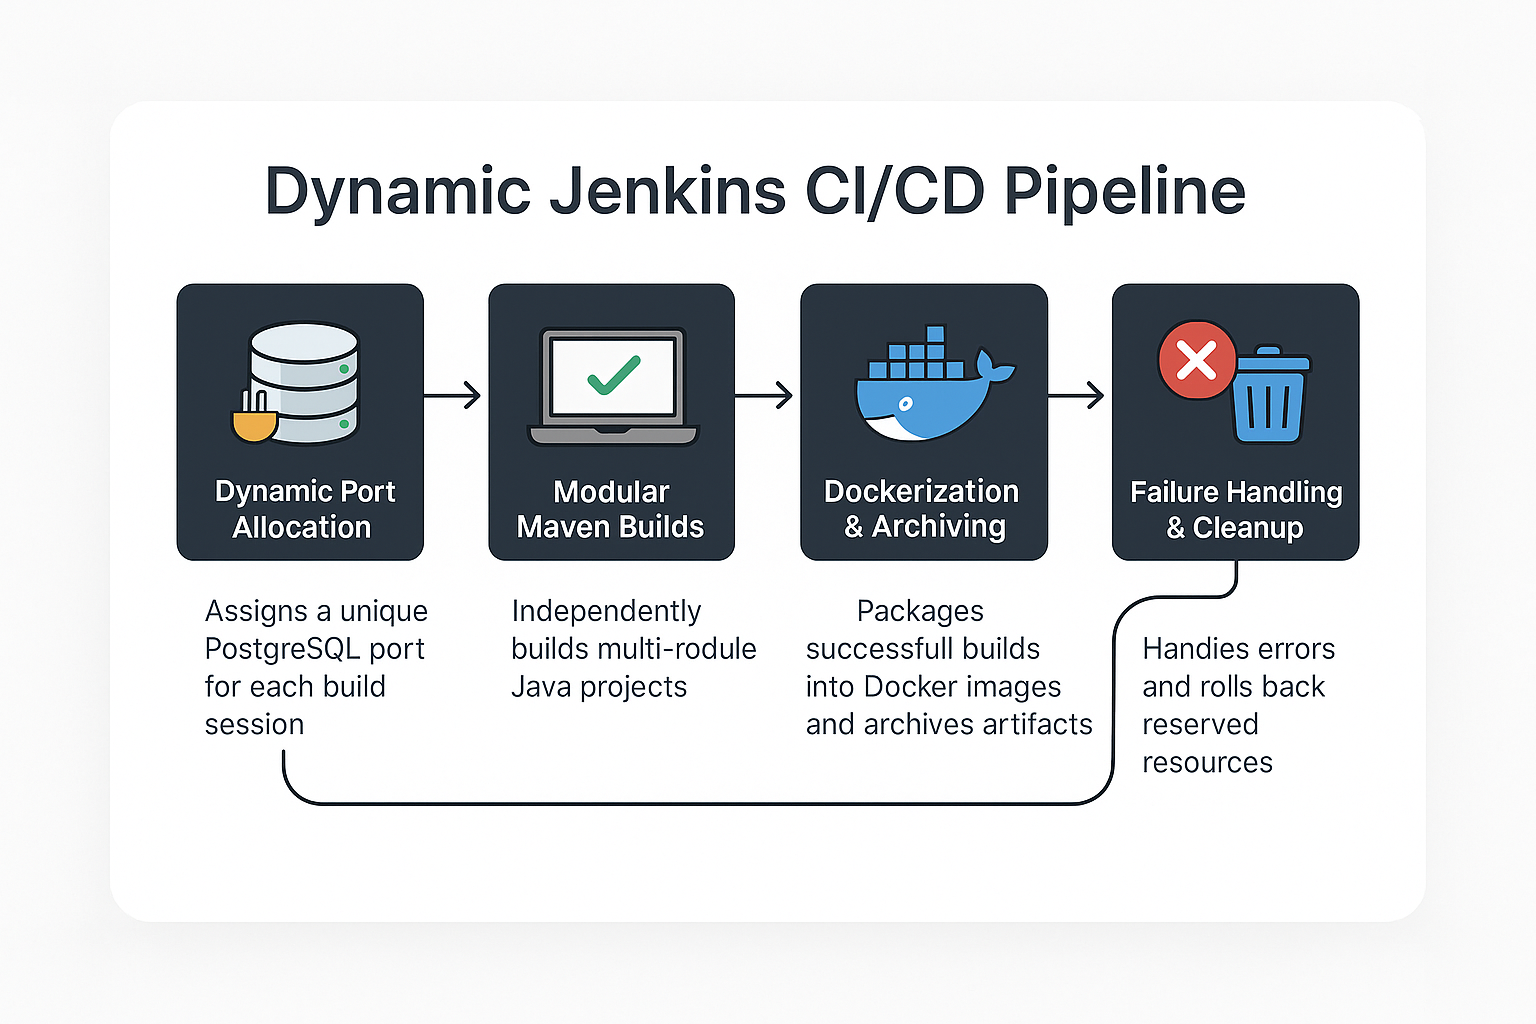 Dynamic Jenkins CI/CD Pipeline
Dynamic Port
Allocation
Modular
Maven Builds
Dockerization
& Archiving
Failure Handling
& Cleanup
Assigns a unique
PostgreSQL port
for each build
session
Independently
builds multi-rodule
Java projects
Packages
successfull builds
into Docker images
and archives artifacts
Handies errors
and rolls back
reserved
resources